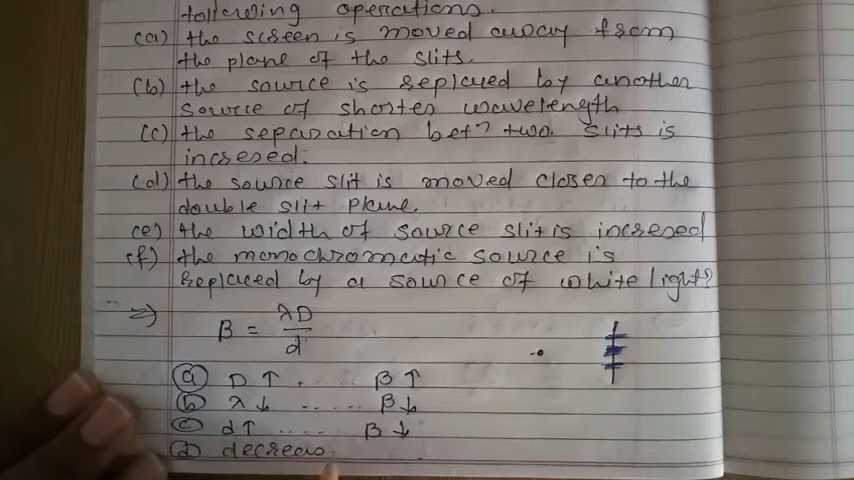 following operations.
(a) the screen is moved away from
the plane of the slits.
(b) the source is replaced by another
source of shorter wavelength
(c) the separation betⁿ two slits is
incresed.
(d) the source slit is moved closer to the
double slit plane.
(e) the width of source slit is incresed
(f) the monochromatic source is
replaced by a source of white light?
=> β = λD/d
(a) D ↑ ...... β ↑
(b) λ ↓ ...... β ↓
(c) d ↑ ...... β ↓
(d) decreas